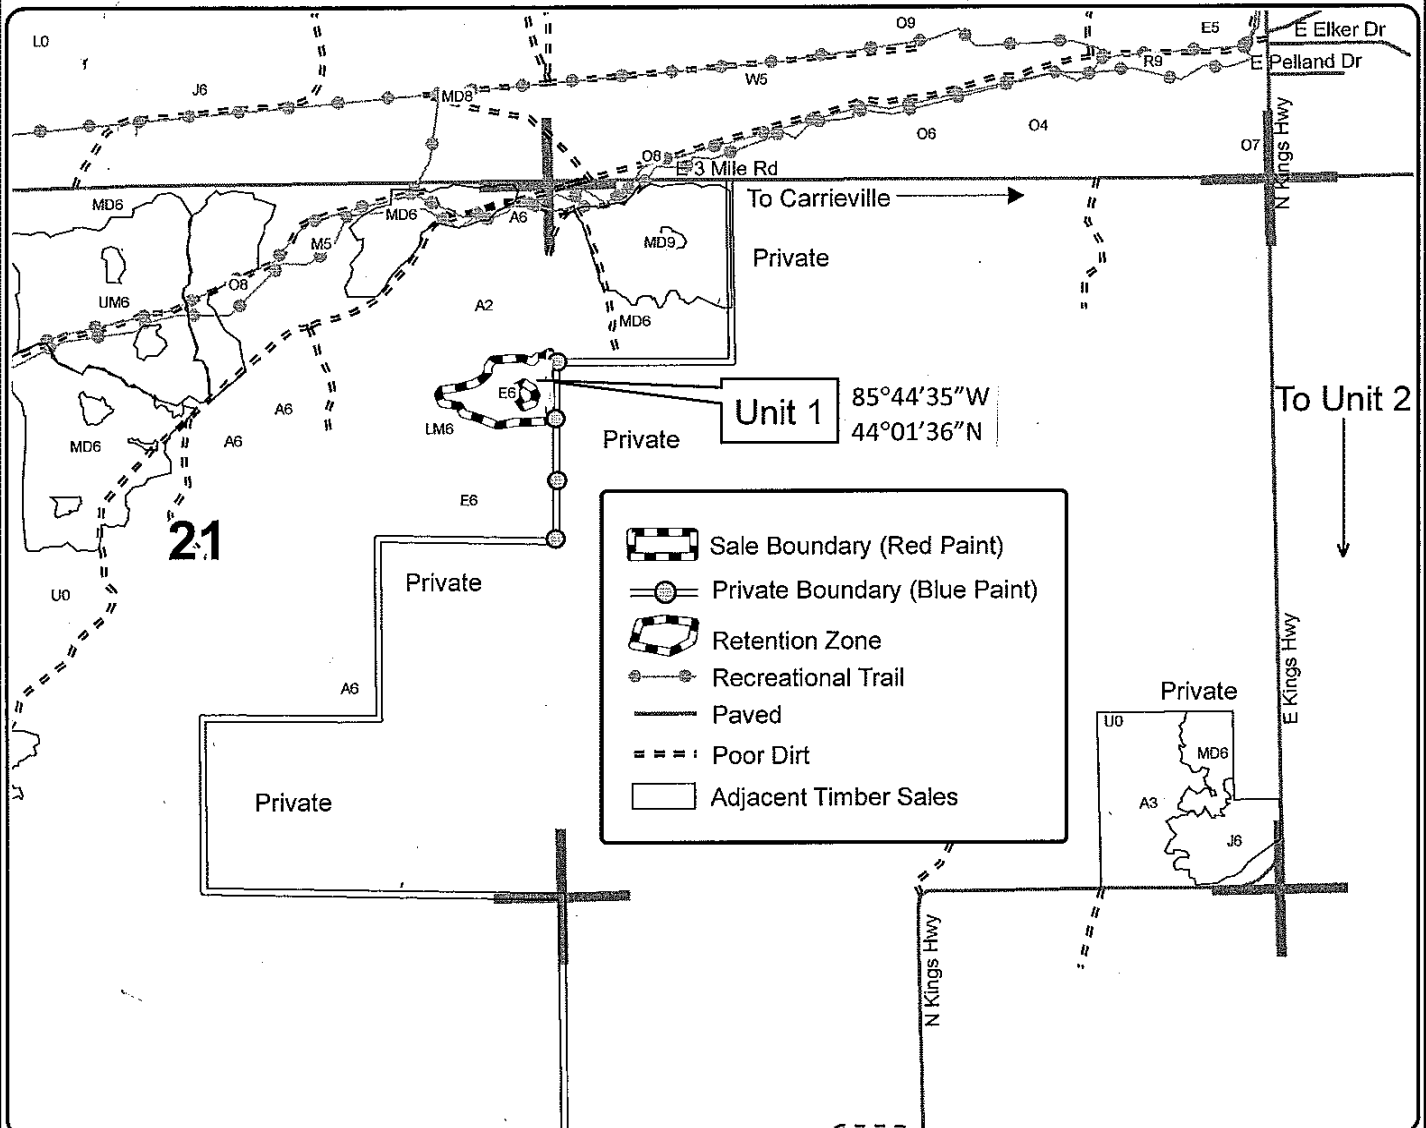 L0
O9
E5
E Elker Dr
E Pelland Dr
R9
J6
MD8
W5
O6
O4
O7
N Kings Hwy
O8
E 3 Mile Rd
To Carrieville
MD6
MD6
A6
M5
MD9
Private
O8
UM6
A2
MD6
E6
Unit 1
85°44'35"W
44°01'36"N
To Unit 2
A6
LM6
Private
MD6
A6
E6
21
Sale Boundary (Red Paint)
Private Boundary (Blue Paint)
Retention Zone
Recreational Trail
Paved
Poor Dirt
Adjacent Timber Sales
Private
U0
A6
E Kings Hwy
Private
U0
MD6
A3
J6
Private
N Kings Hwy